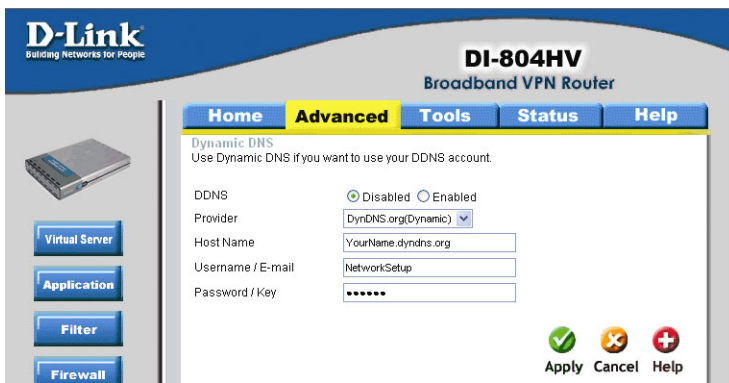 D-Link
Building Networks for People
DI-804HV
Broadband VPN Router
Home Advanced Tools Status Help
Dynamic DNS
Use Dynamic DNS if you want to use your DDNS account.
DDNS Disabled Enabled
Provider DynDNS.org(Dynamic)
Host Name YourName.dyndns.org
Username / E-mail NetworkSetup
Password / Key ••••••
Virtual Server
Application
Filter
Firewall
Apply Cancel Help